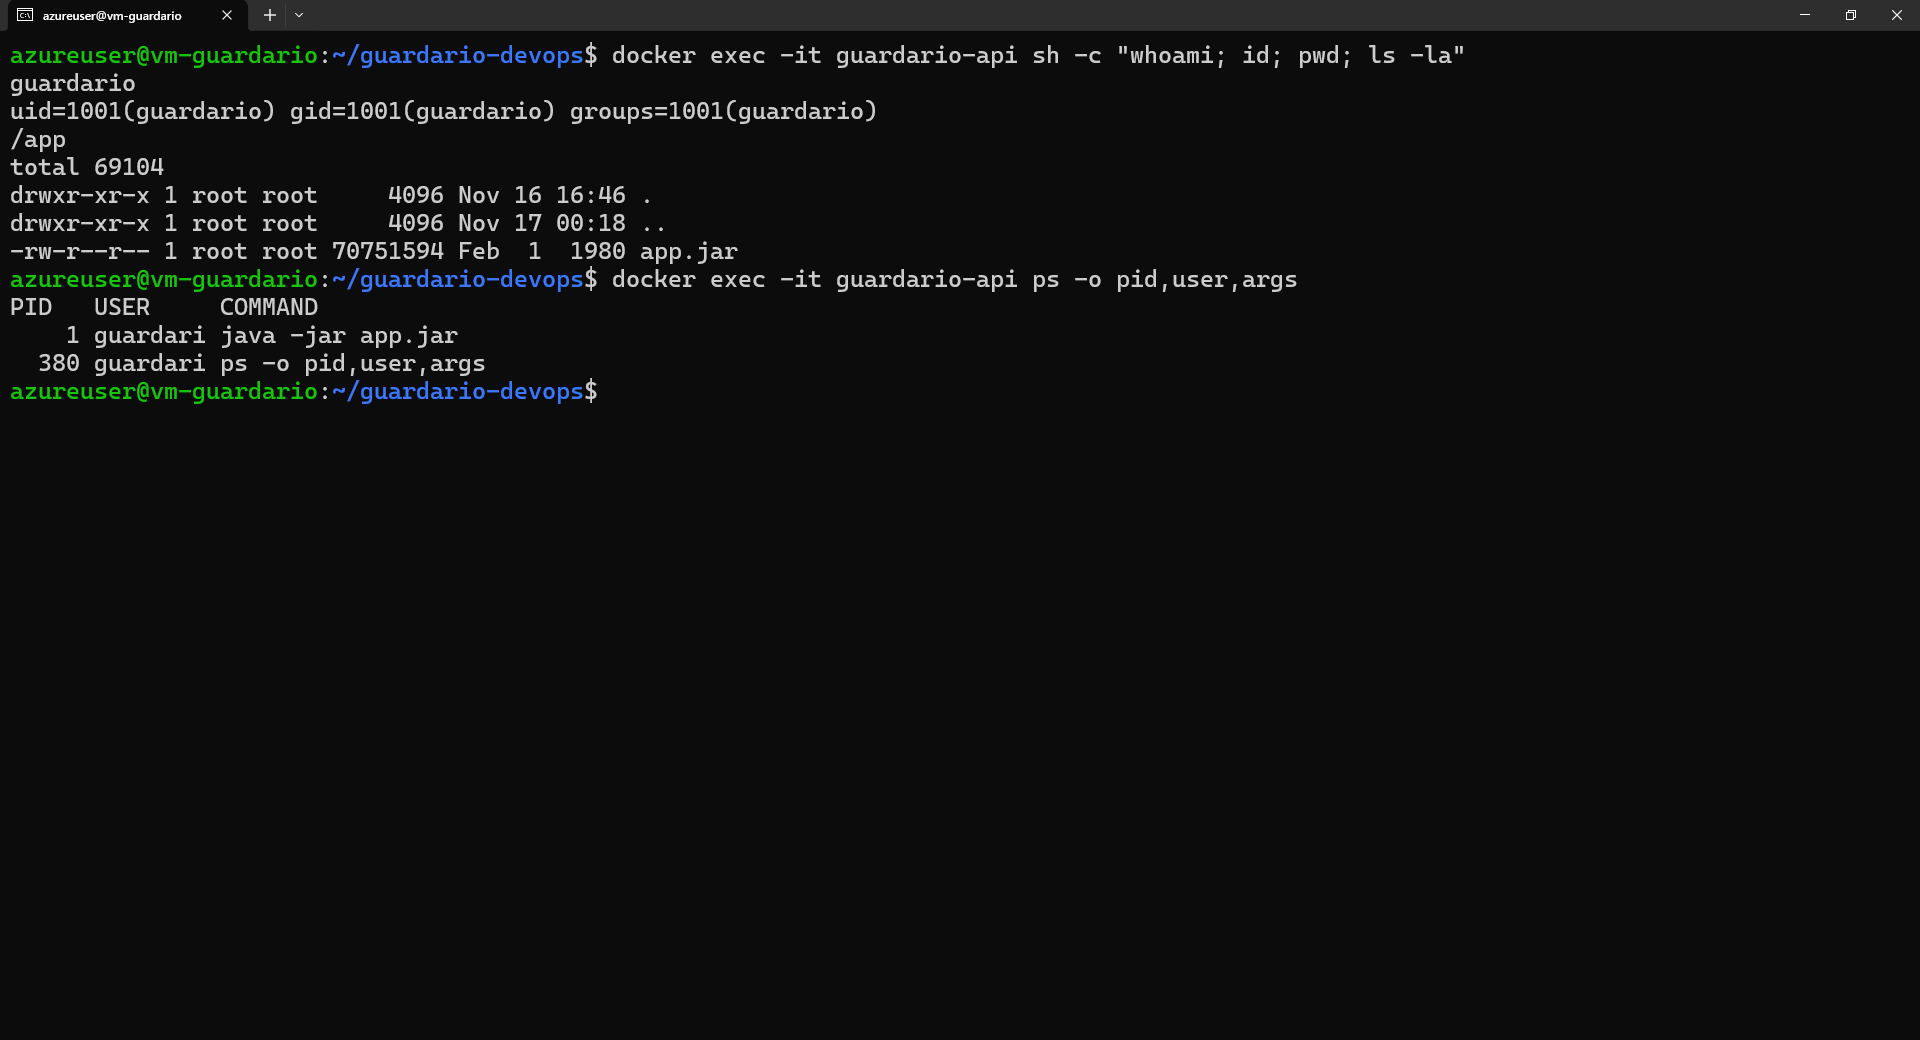 azureuser@vm-guardario
azureuser@vm-guardario:~/guardario-devops$ docker exec -it guardario-api sh -c "whoami; id; pwd; ls -la"
guardario
uid=1001(guardario) gid=1001(guardario) groups=1001(guardario)
/app
total 69104
drwxr-xr-x 1 root root     4096 Nov 16 16:46 .
drwxr-xr-x 1 root root     4096 Nov 17 00:18 ..
-rw-r--r-- 1 root root 70751594 Feb  1  1980 app.jar
azureuser@vm-guardario:~/guardario-devops$ docker exec -it guardario-api ps -o pid,user,args
PID   USER     COMMAND
    1 guardari java -jar app.jar
  380 guardari ps -o pid,user,args
azureuser@vm-guardario:~/guardario-devops$